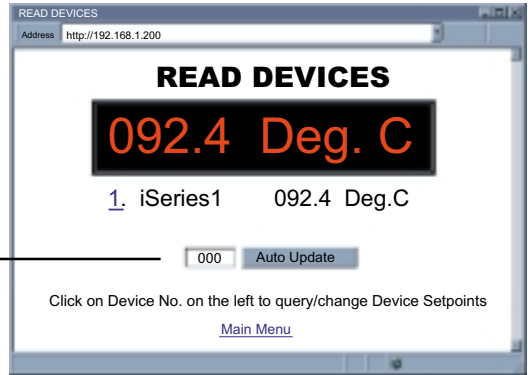 READ DEVICES
Address http://192.168.1.200
READ DEVICES
092.4 Deg. C
1. iSeries1 092.4 Deg.C
000 Auto Update
Click on Device No. on the left to query/change Device Setpoints
Main Menu